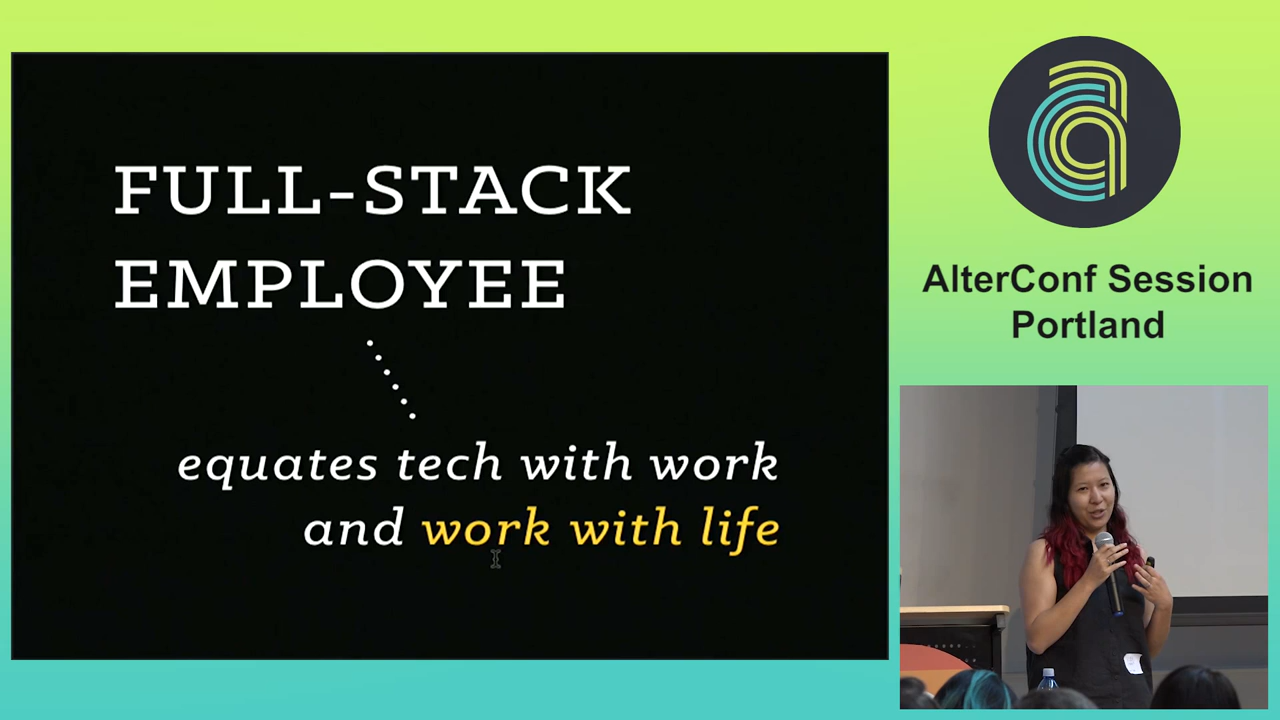 FULL-STACK
EMPLOYEE
equates tech with work
and work with life
AlterConf Session
Portland